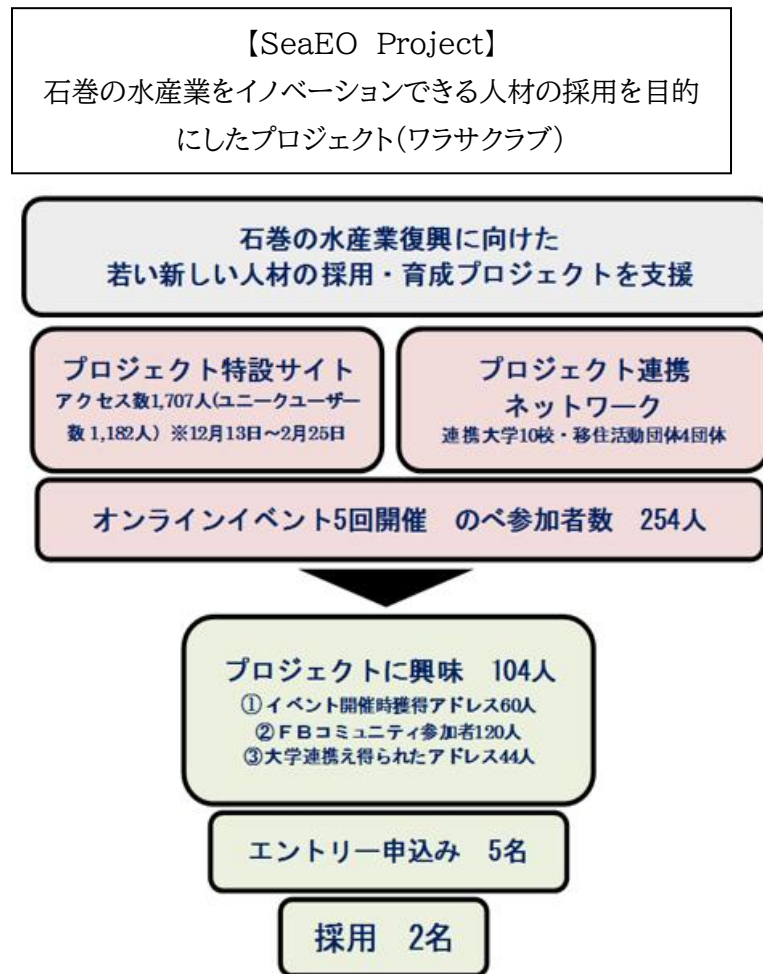 【SeaEO Project】
石巻の水産業をイノベーションできる人材の採用を目的
にしたプロジェクト(ワラサクラブ)
石巻の水産業復興に向けた
若い新しい人材の採用・育成プロジェクトを支援
プロジェクト特設サイト
アクセス数1,707人(ユニークユーザー
数1,182人) ※12月13日～2月25日
プロジェクト連携
ネットワーク
連携大学10校・移住活動団体4団体
オンラインイベント5回開催 のべ参加者数 254人
プロジェクトに興味 104人
①イベント開催時獲得アドレス60人
②ＦＢコミュニティ参加者120人
③大学連携え得られたアドレス44人
エントリー申込み 5名
採用 2名